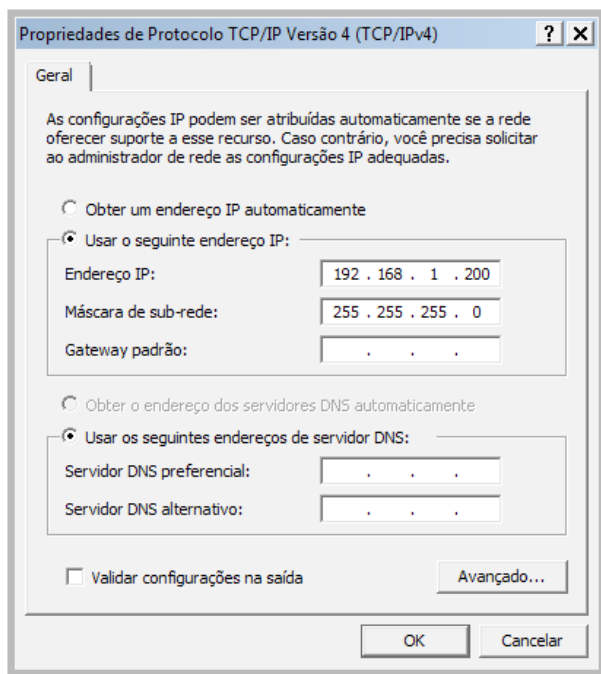 Propriedades de Protocolo TCP/IP Versão 4 (TCP/IPv4)
Geral
As configurações IP podem ser atribuídas automaticamente se a rede
oferecer suporte a esse recurso. Caso contrário, você precisa solicitar
ao administrador de rede as configurações IP adequadas.
Obter um endereço IP automaticamente
Usar o seguinte endereço IP:
Endereço IP: 192 . 168 . 1 . 200
Máscara de sub-rede: 255 . 255 . 255 . 0
Gateway padrão: . . .
Obter o endereço dos servidores DNS automaticamente
Usar os seguintes endereços de servidor DNS:
Servidor DNS preferencial: . . .
Servidor DNS alternativo: . . .
Validar configurações na saída
Avançado...
OK Cancelar